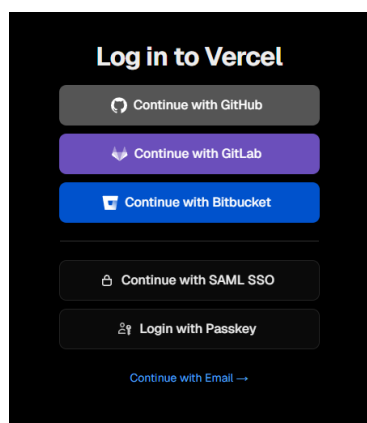 Log in to Vercel
Continue with GitHub
Continue with GitLab
Continue with Bitbucket
Continue with SAML SSO
Login with Passkey
Continue with Email →